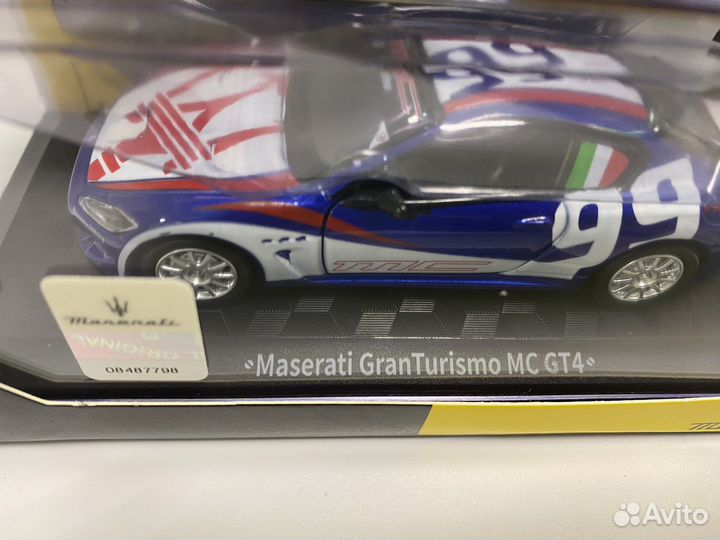 99
MC
Maserati
ORIGINAL
08487798
•Maserati GranTurismo MC GT4•
Avito